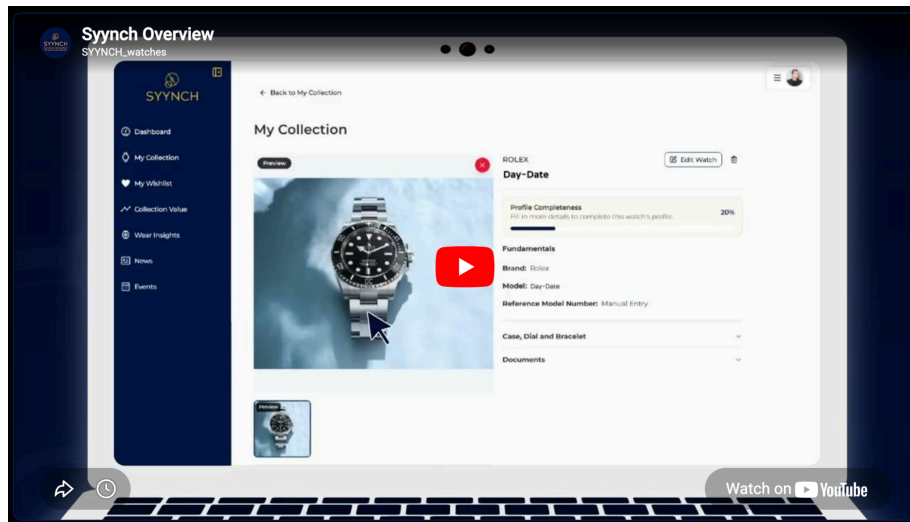 Syynch Overview
SYYNCH_watches
SYYNCH
SYYNCH
Back to My Collection
Dashboard
My Collection
My Wishlist
Collection Value
Wear Insights
News
Events
My Collection
Preview
Preview
ROLEX
Edit Watch
Day-Date
Profile Completeness
Fill in more details to complete this watch's profile.
20%
Fundamentals
Brand: Rolex
Model: Day-Date
Reference Model Number: Manual Entry
Case, Dial and Bracelet
Documents
Watch on YouTube